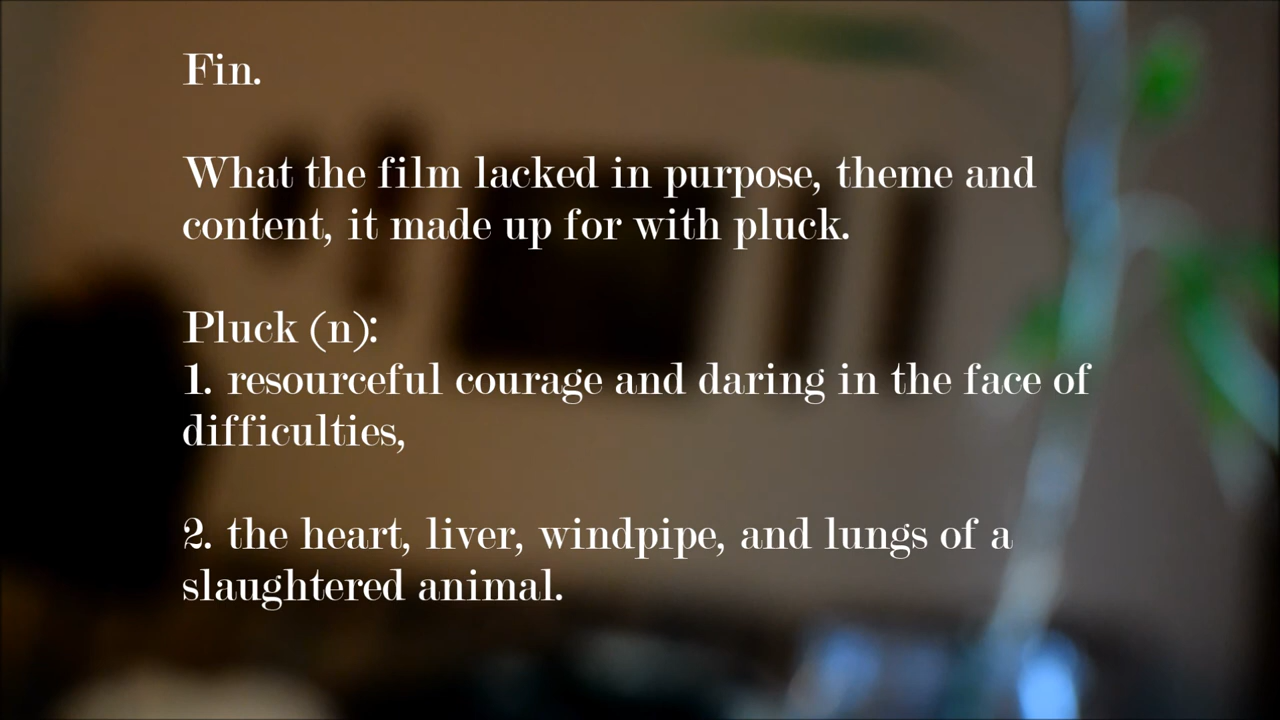 Fin.
What the film lacked in purpose, theme and
content, it made up for with pluck.
Pluck (n):
1. resourceful courage and daring in the face of
difficulties,
2. the heart, liver, windpipe, and lungs of a
slaughtered animal.